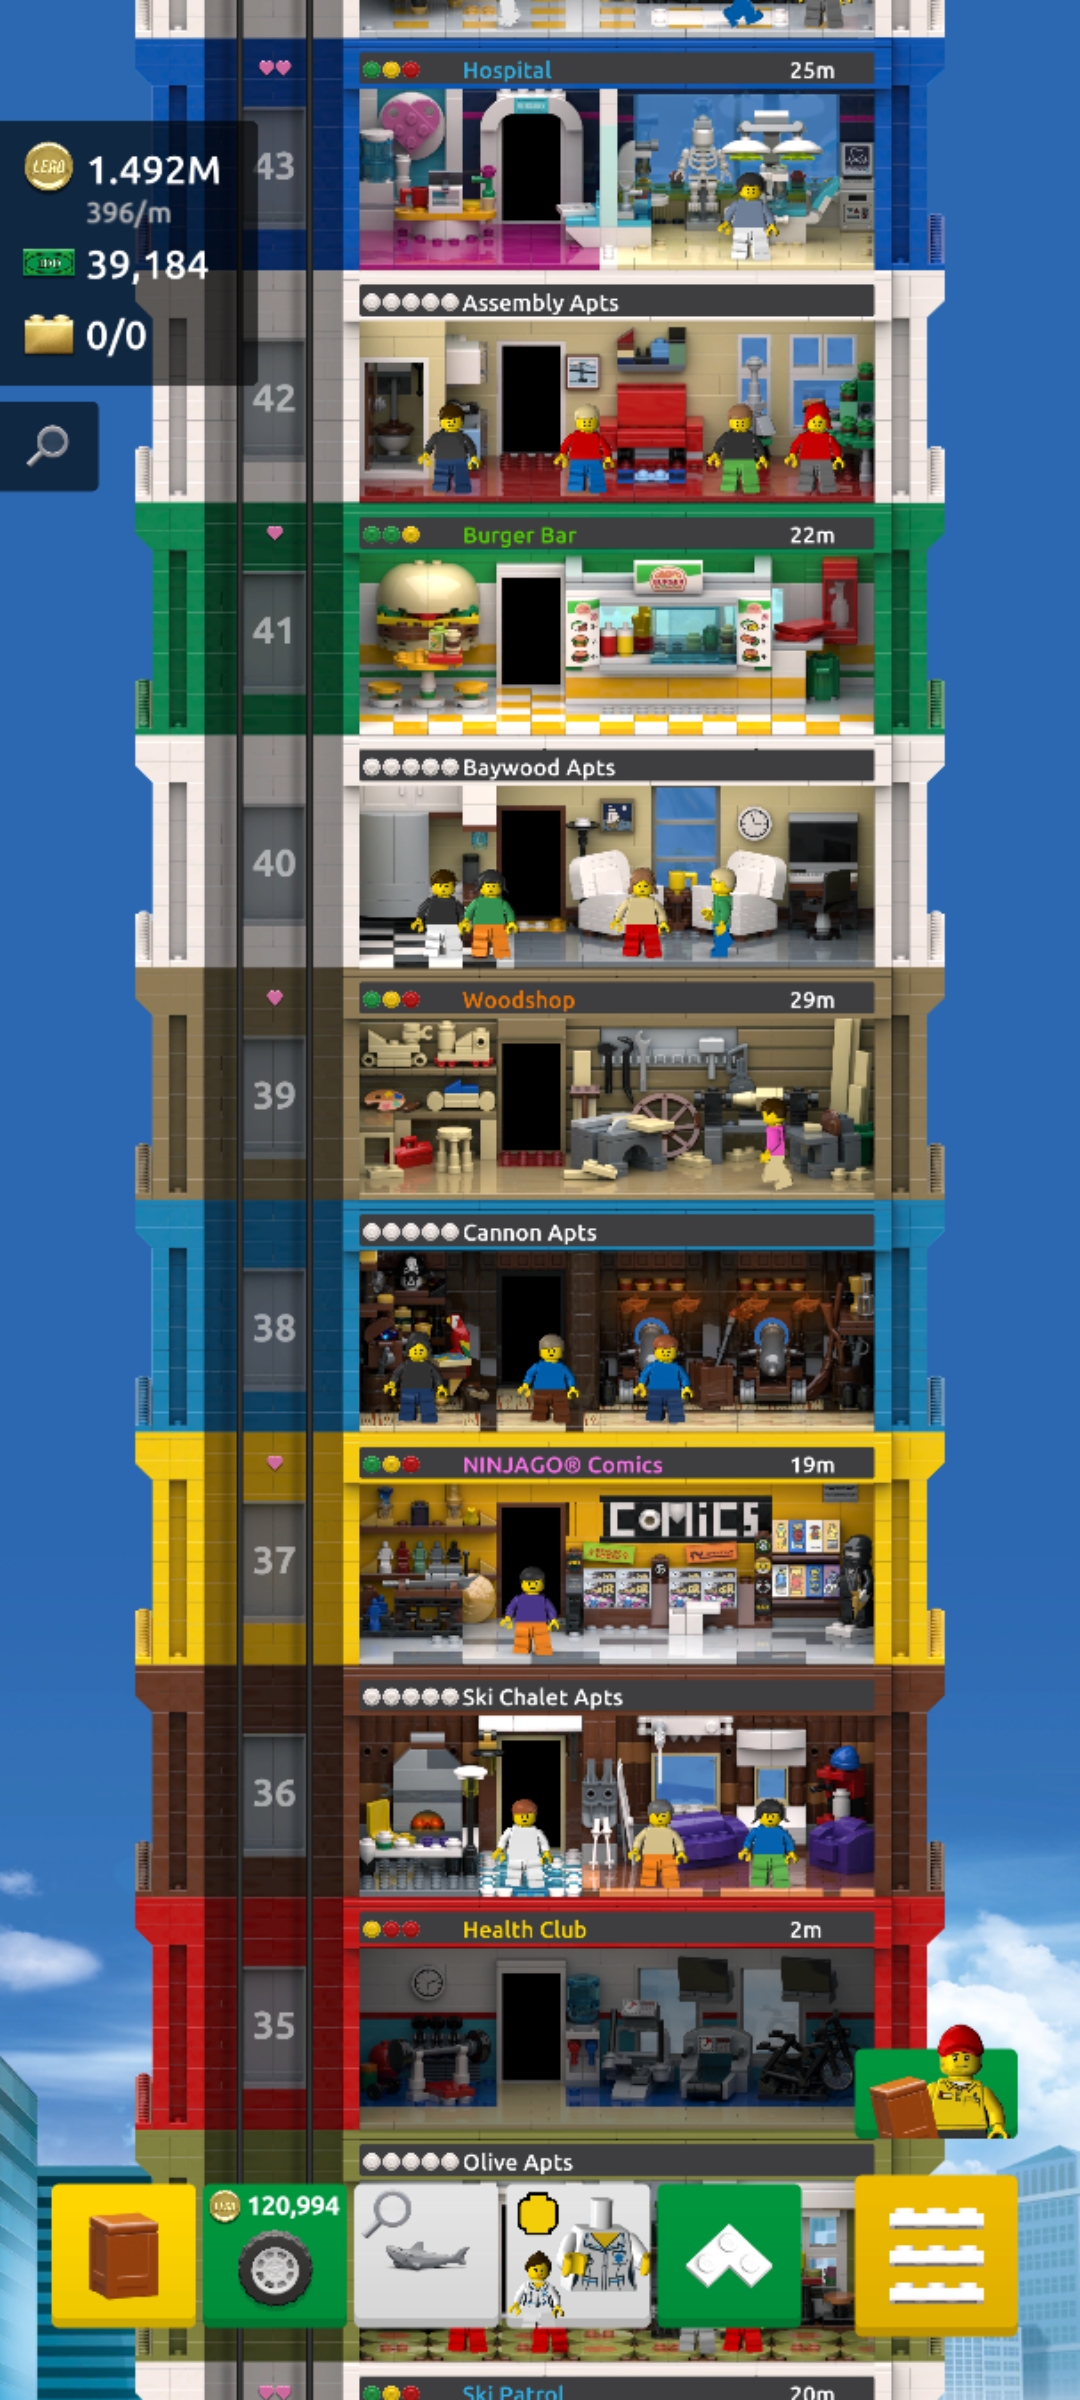 Hospital 25m
LEGO 1.492M
43
396/m
39,184
0/0
Assembly Apts
42
Burger Bar 22m
BURGER
41
Baywood Apts
40
Woodshop 29m
39
Cannon Apts
38
NINJAGO® Comics 19m
COMiCS
37
Ski Chalet Apts
36
Health Club 2m
35
Olive Apts
120,994
Ski Patrol 20m